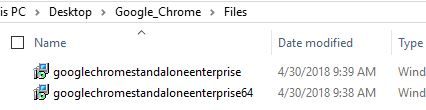 is PC > Desktop > Google_Chrome > Files
Name Date modified Type
googlechromestandaloneenterprise 4/30/2018 9:39 AM Wind
googlechromestandaloneenterprise64 4/30/2018 9:38 AM Wind